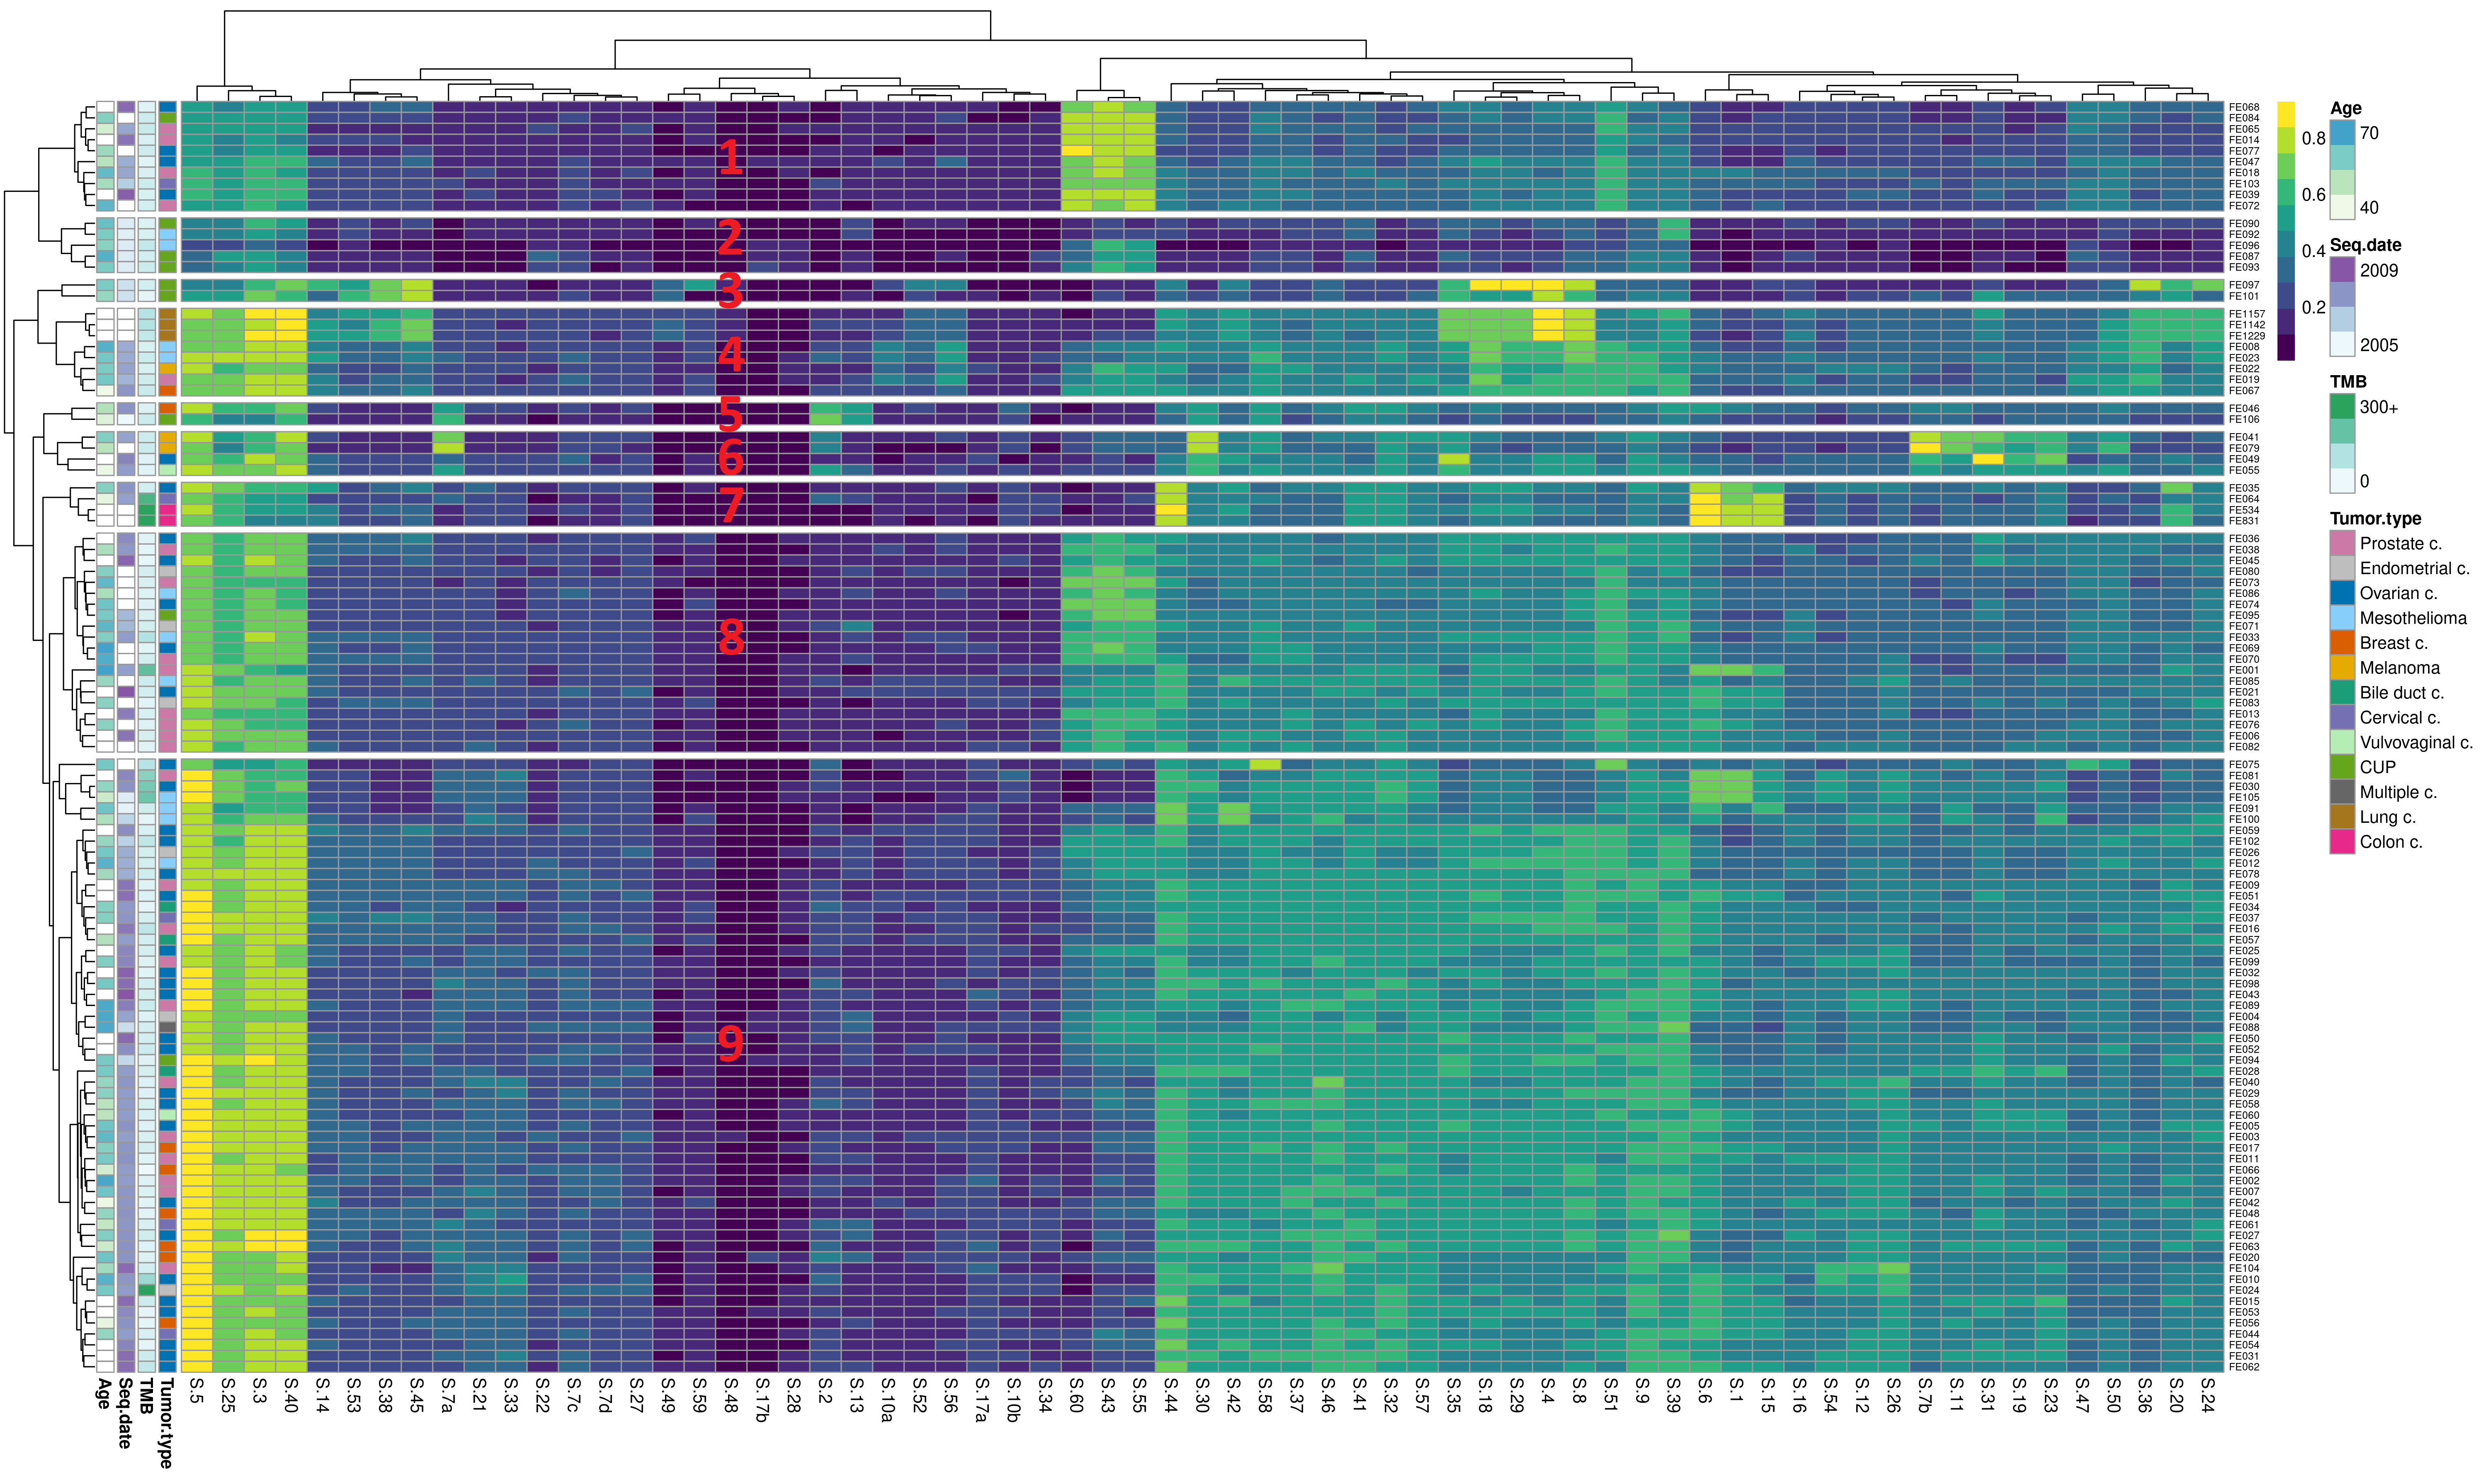 1
2
3
4
5
6
7
8
9
FE068
FE084
FE065
FE014
FE077
FE047
FE018
FE103
FE039
FE072
FE090
FE092
FE096
FE087
FE093
FE097
FE101
FE1157
FE1142
FE1229
FE008
FE023
FE022
FE019
FE067
FE046
FE106
FE041
FE079
FE049
FE055
FE035
FE064
FE534
FE831
FE036
FE038
FE045
FE080
FE073
FE086
FE074
FE095
FE071
FE033
FE069
FE070
FE001
FE085
FE021
FE083
FE013
FE076
FE006
FE082
FE075
FE081
FE030
FE105
FE091
FE100
FE059
FE102
FE026
FE012
FE078
FE009
FE051
FE034
FE037
FE016
FE057
FE025
FE099
FE032
FE098
FE043
FE089
FE004
FE088
FE050
FE052
FE094
FE028
FE040
FE029
FE058
FE060
FE005
FE003
FE017
FE011
FE066
FE002
FE007
FE042
FE048
FE061
FE027
FE063
FE020
FE104
FE010
FE024
FE015
FE053
FE056
FE044
FE054
FE031
FE062
Age
Seq.date
TMB
Tumor.type
S.5
S.25
S.3
S.40
S.14
S.53
S.38
S.45
S.7a
S.21
S.33
S.22
S.7c
S.7d
S.27
S.49
S.59
S.48
S.17b
S.28
S.2
S.13
S.10a
S.52
S.56
S.17a
S.10b
S.34
S.60
S.43
S.55
S.44
S.30
S.42
S.58
S.37
S.46
S.41
S.32
S.57
S.35
S.18
S.29
S.4
S.8
S.51
S.9
S.39
S.6
S.1
S.15
S.16
S.54
S.12
S.26
S.7b
S.11
S.31
S.19
S.23
S.47
S.50
S.36
S.20
S.24
0.8
0.6
0.4
0.2
Age
70
40
Seq.date
2009
2005
TMB
300+
0
Tumor.type
Prostate c.
Endometrial c.
Ovarian c.
Mesothelioma
Breast c.
Melanoma
Bile duct c.
Cervical c.
Vulvovaginal c.
CUP
Multiple c.
Lung c.
Colon c.